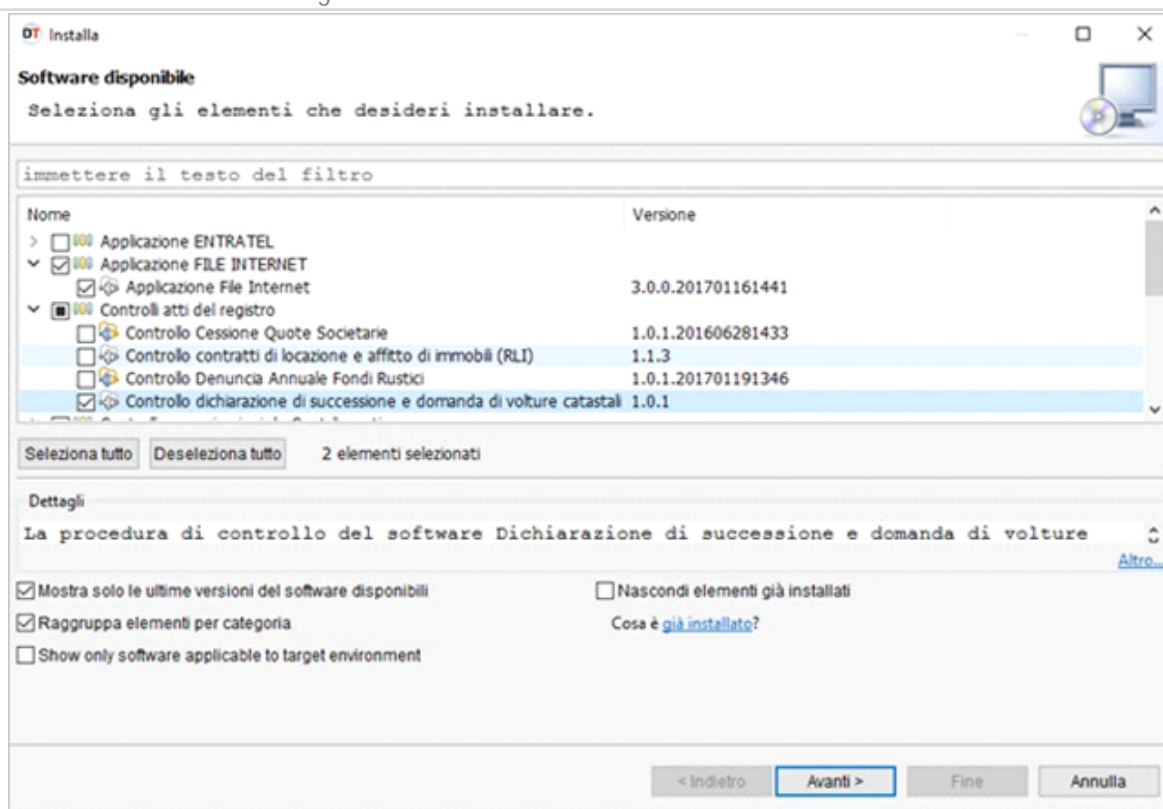 DT Installa
Software disponibile
Seleziona gli elementi che desideri installare.
immettere il testo del filtro
Nome Versione
Applicazione ENTRATEL
Applicazione FILE INTERNET
Applicazione File Internet 3.0.0.201701161441
Controlli atti del registro
Controllo Cessione Quote Societarie 1.0.1.201606281433
Controllo contratti di locazione e affitto di immobili (RLI) 1.1.3
Controllo Denuncia Annuale Fondi Rustici 1.0.1.201701191346
Controllo dichiarazione di successione e domanda di volture catastali 1.0.1
Seleziona tutto Deseleziona tutto 2 elementi selezionati
Dettagli
La procedura di controllo del software Dichiarazione di successione e domanda di volture
Altro...
Mostra solo le ultime versioni del software disponibili Nascondi elementi già installati
Raggruppa elementi per categoria Cosa è già installato?
Show only software applicable to target environment
< Indietro Avanti > Fine Annulla